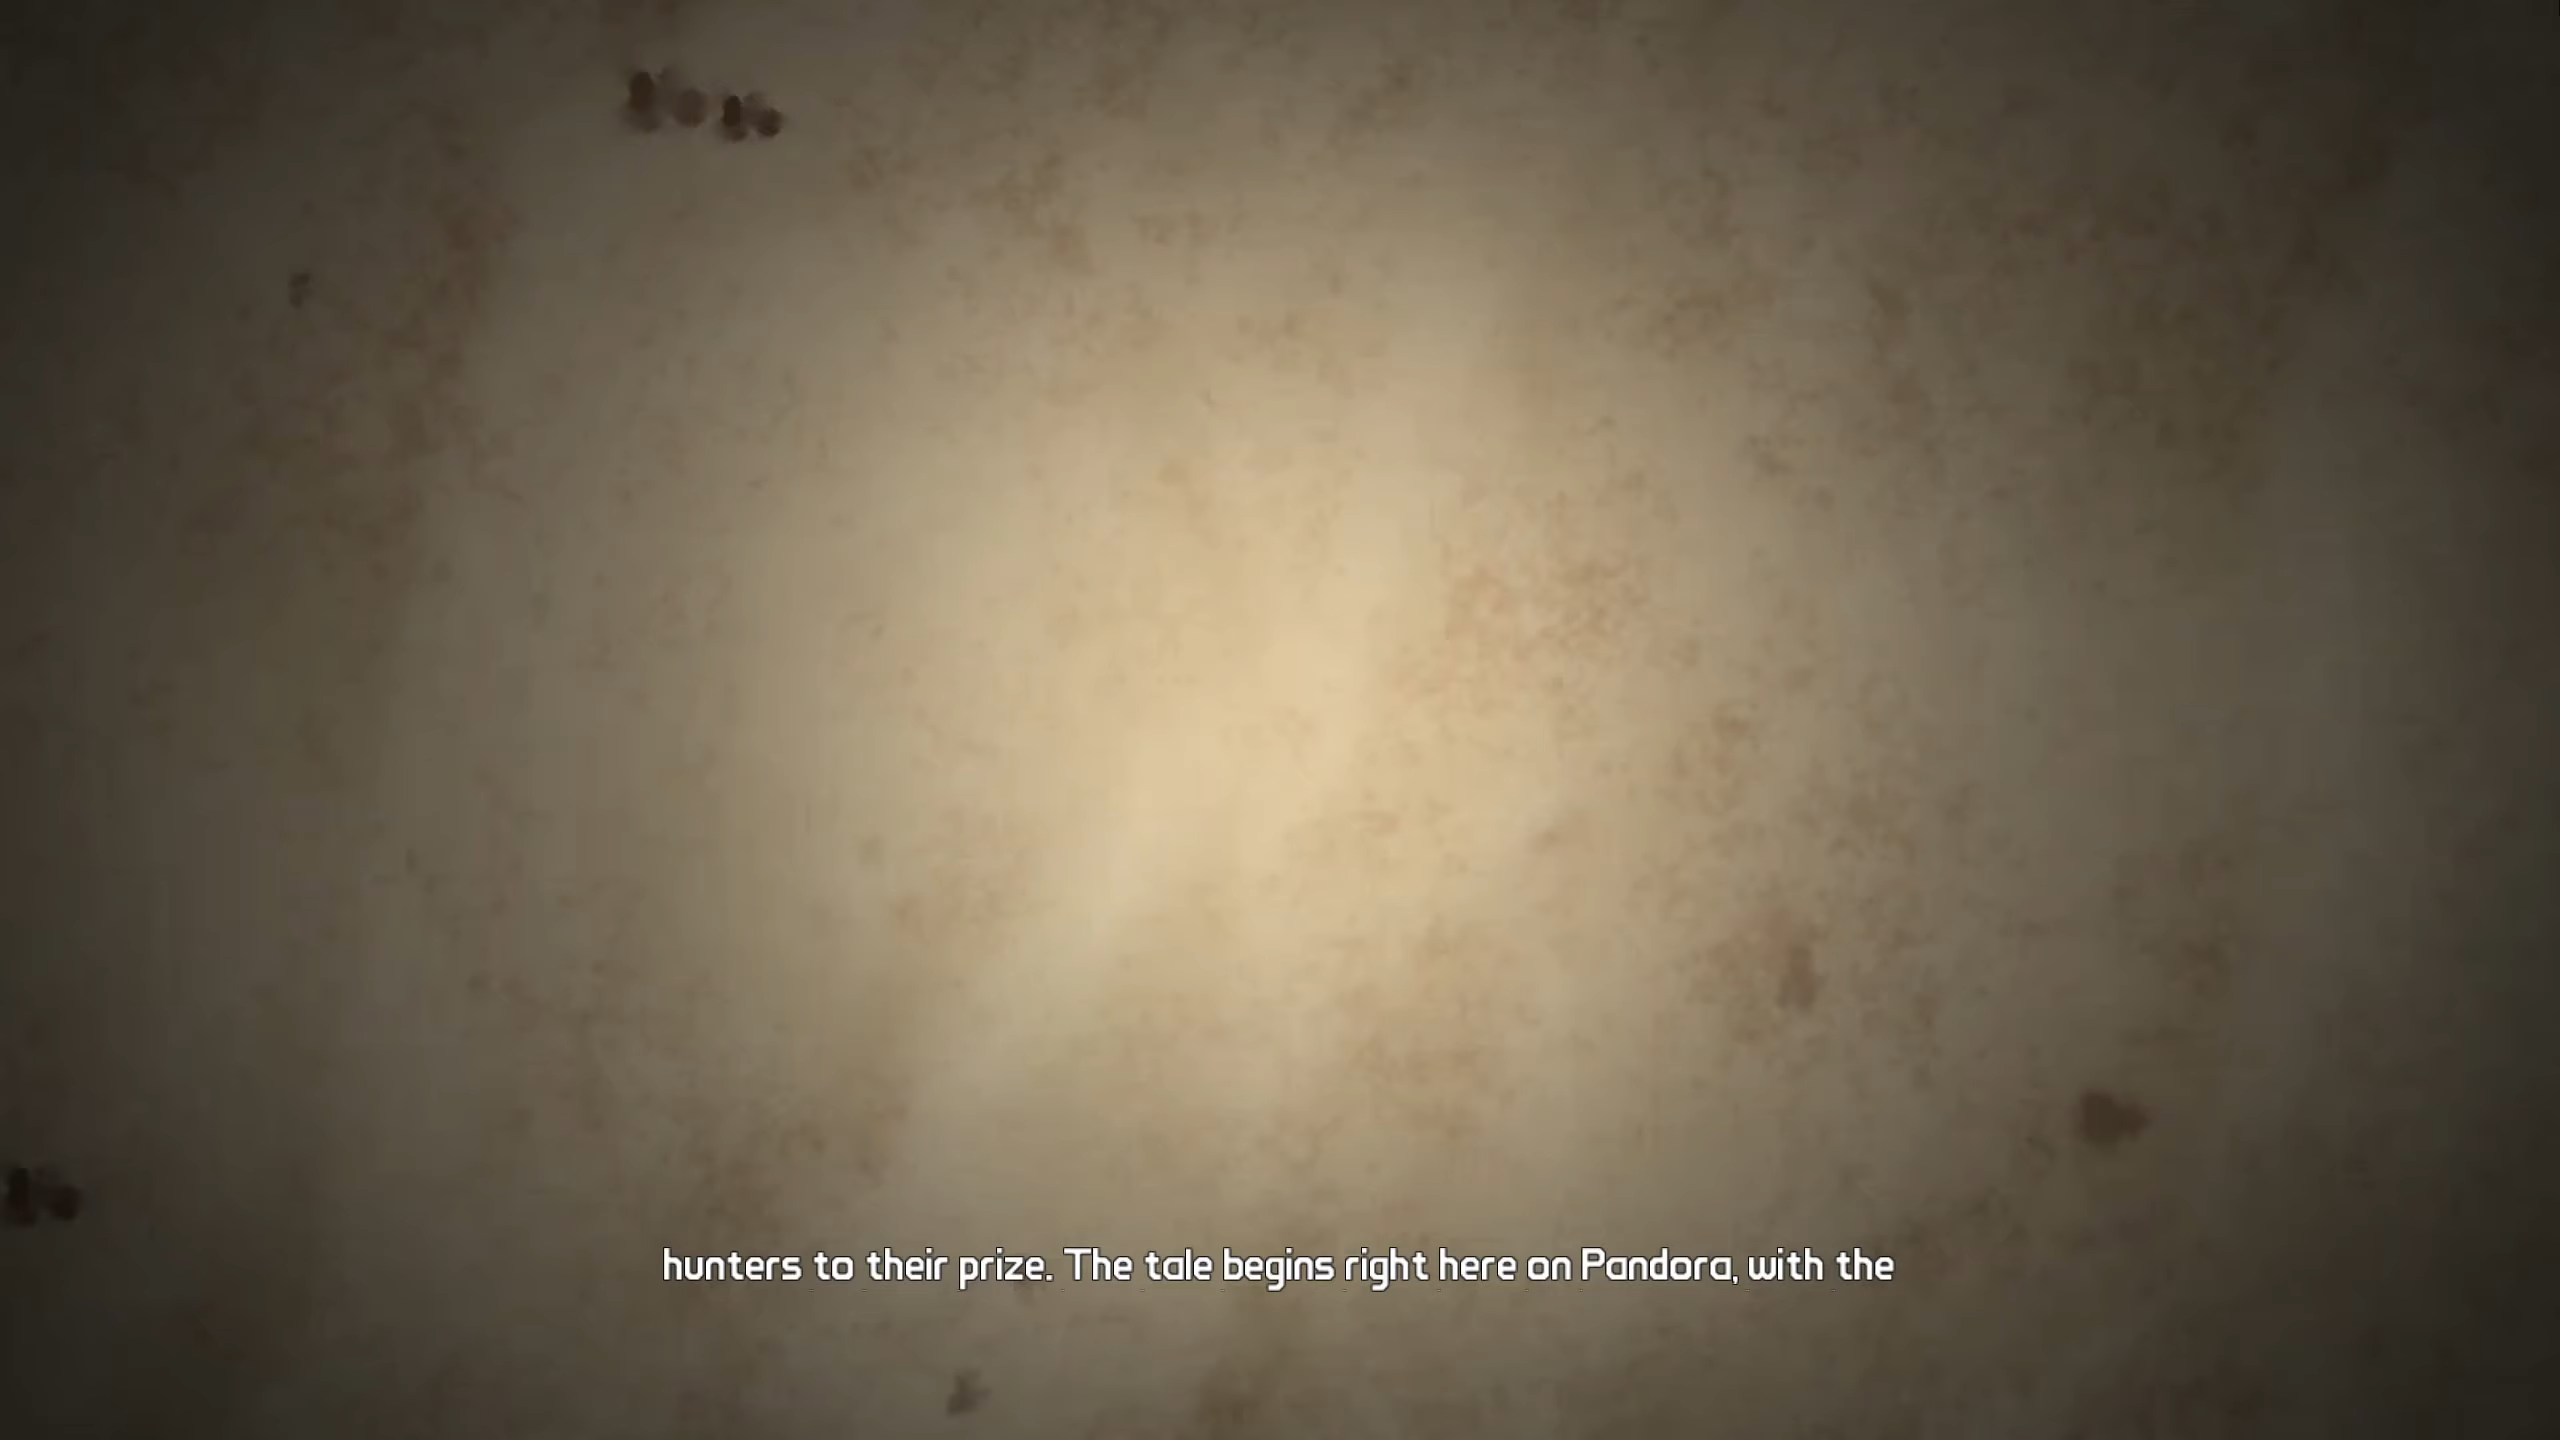 hunters to their prize. The tale begins right here on Pandora, with the